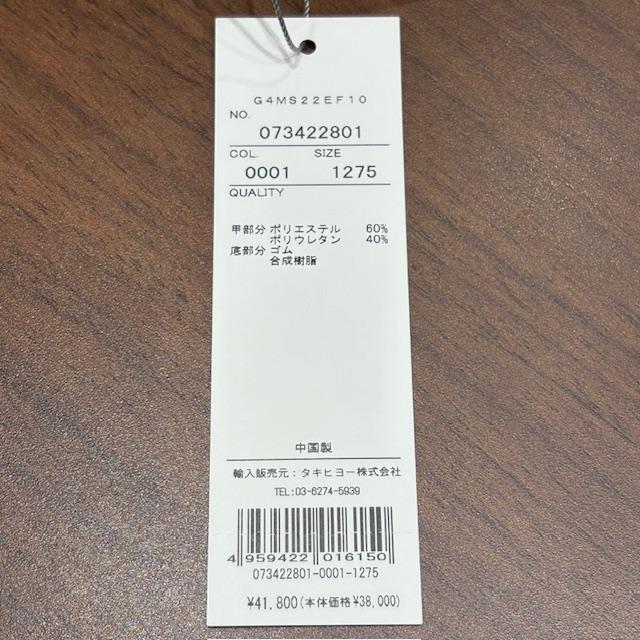 G4MS22EF10
NO.
073422801
COL. SIZE
0001 1275
QUALITY
甲部分 ポリエステル 60%
ポリウレタン 40%
底部分 ゴム
合成樹脂
中国製
輸入販売元：タキヒヨー株式会社
TEL:03-6274-5939
4 959422 016150
073422801-0001-1275
¥41,800(本体価格¥38,000)